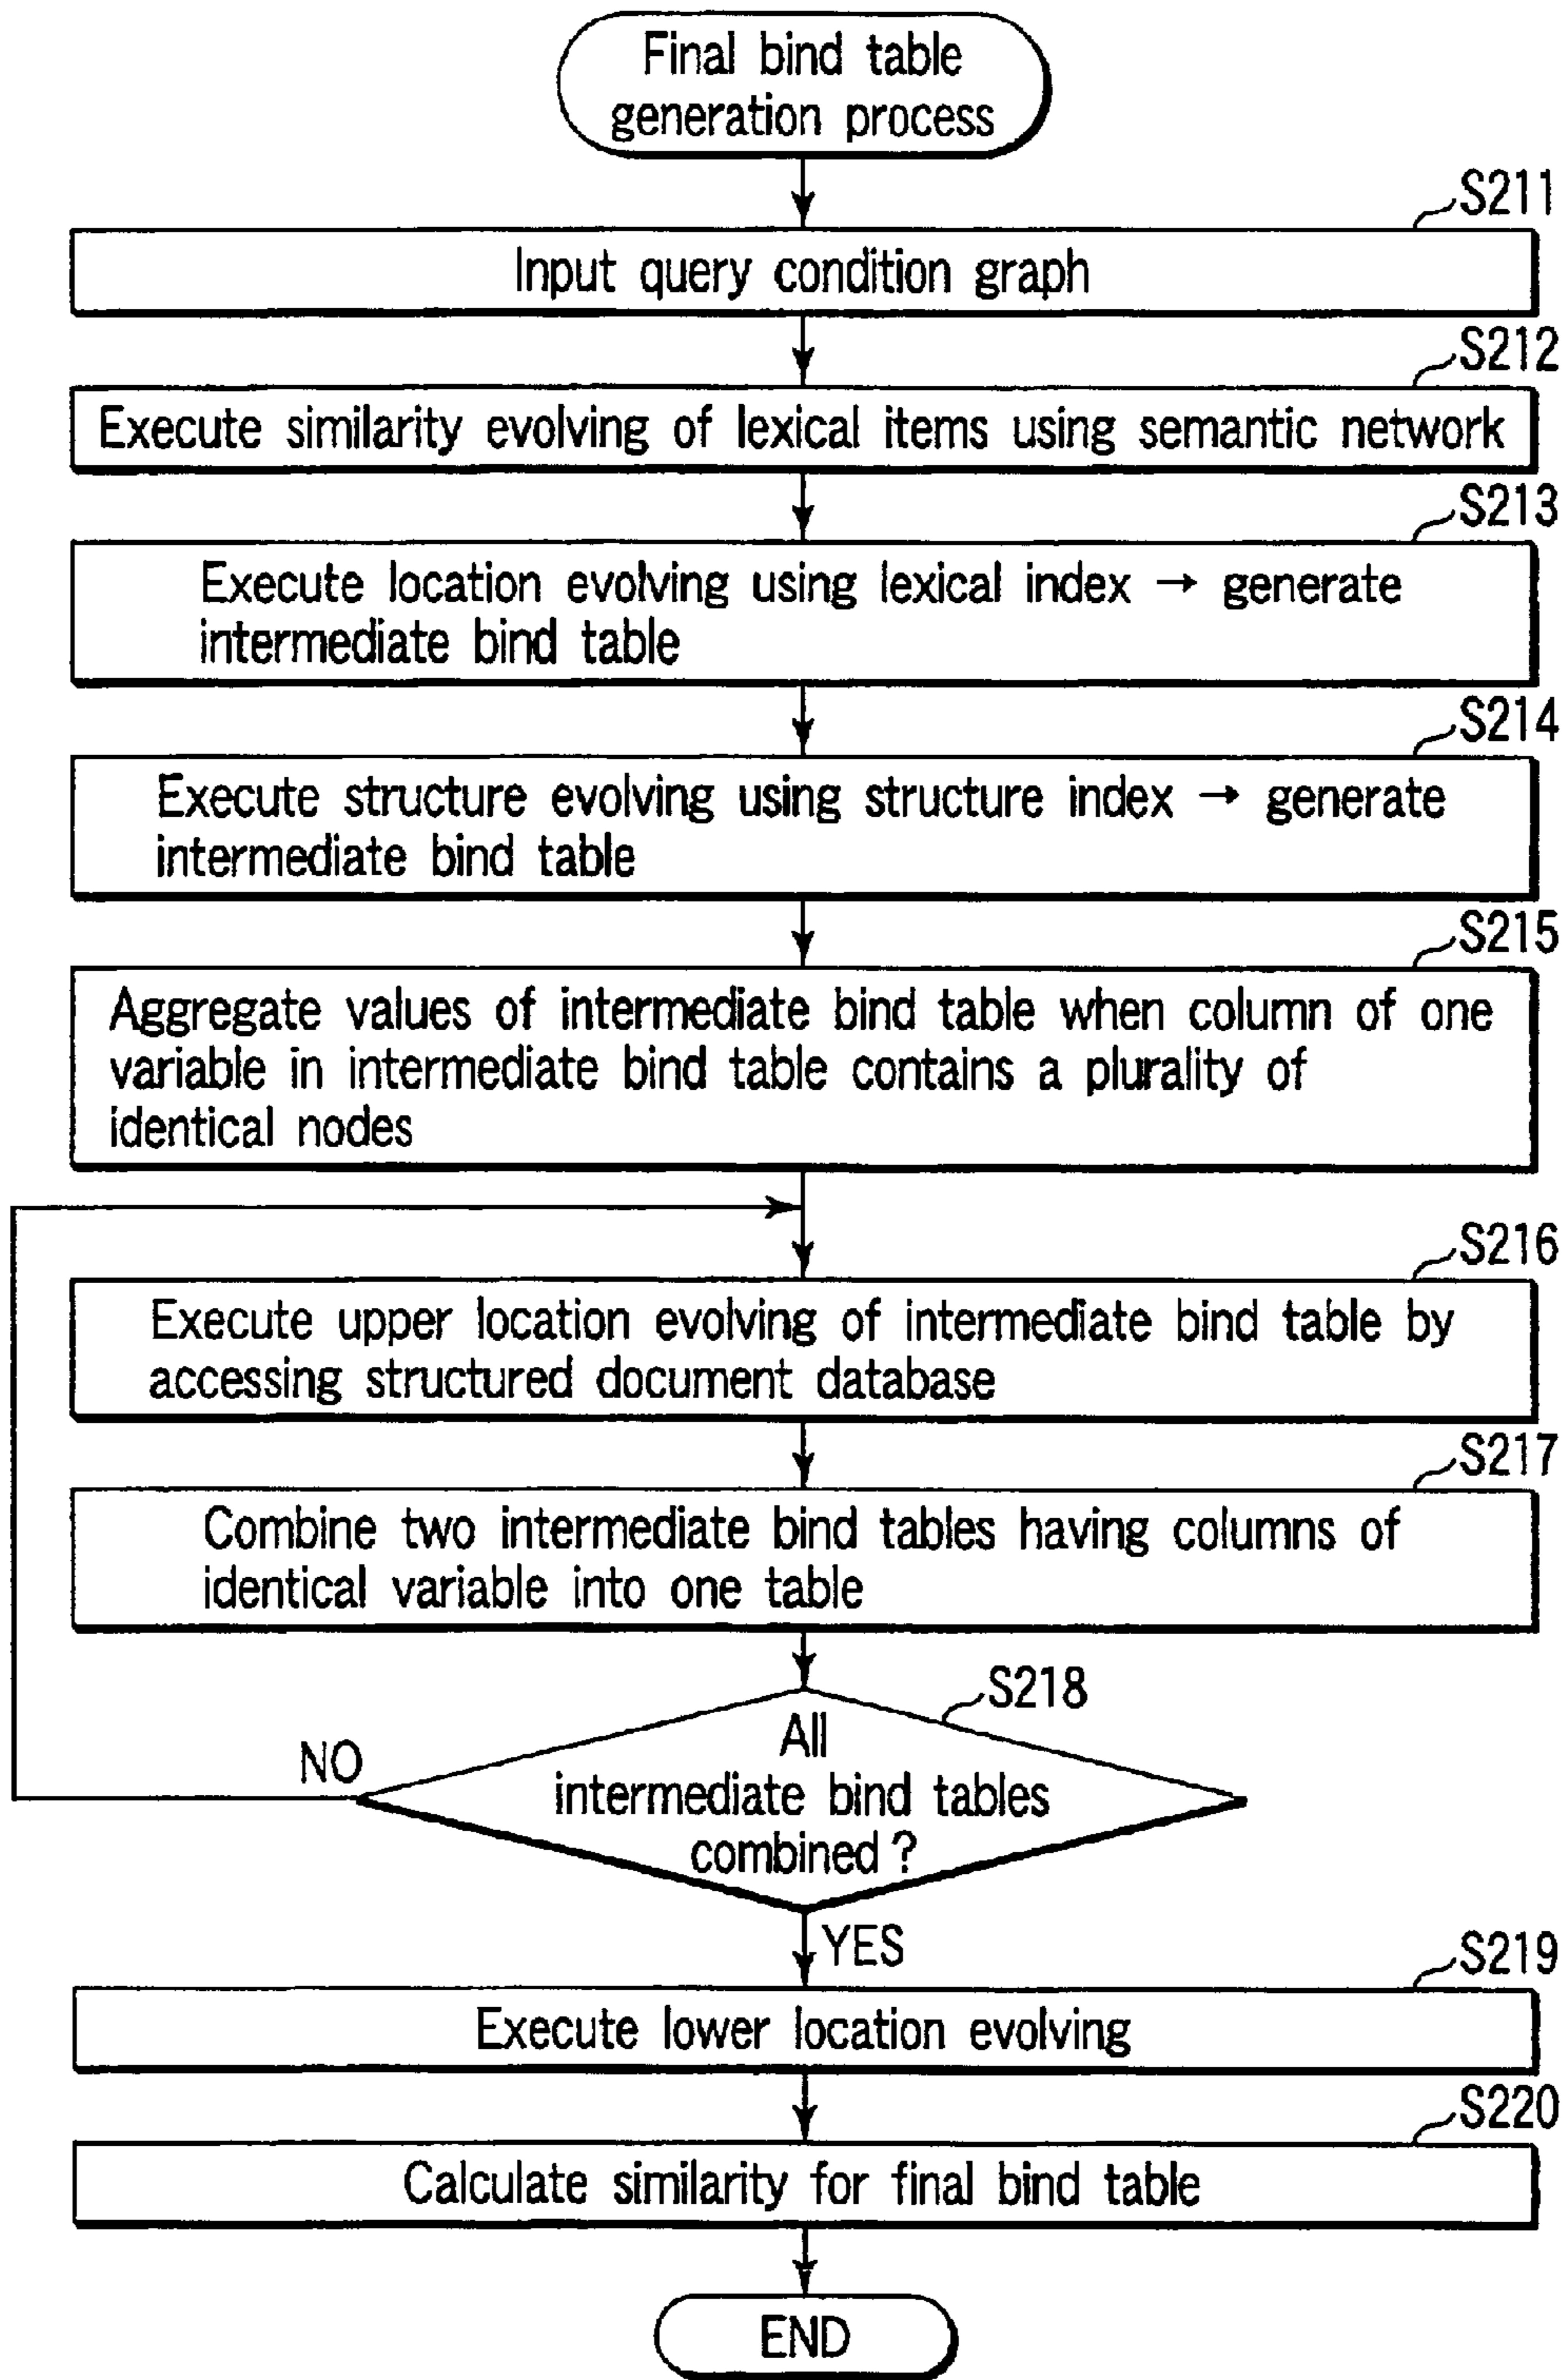 Final bind table
generation process
S211
Input query condition graph
S212
Execute similarity evolving of lexical items using semantic network
S213
Execute location evolving using lexical index → generate
intermediate bind table
S214
Execute structure evolving using structure index → generate
intermediate bind table
S215
Aggregate values of intermediate bind table when column of one
variable in intermediate bind table contains a plurality of
identical nodes
S216
Execute upper location evolving of intermediate bind table by
accessing structured document database
S217
Combine two intermediate bind tables having columns of
identical variable into one table
S218
All
NO
intermediate bind tables
combined ?
YES
S219
Execute lower location evolving
S220
Calculate similarity for final bind table
END